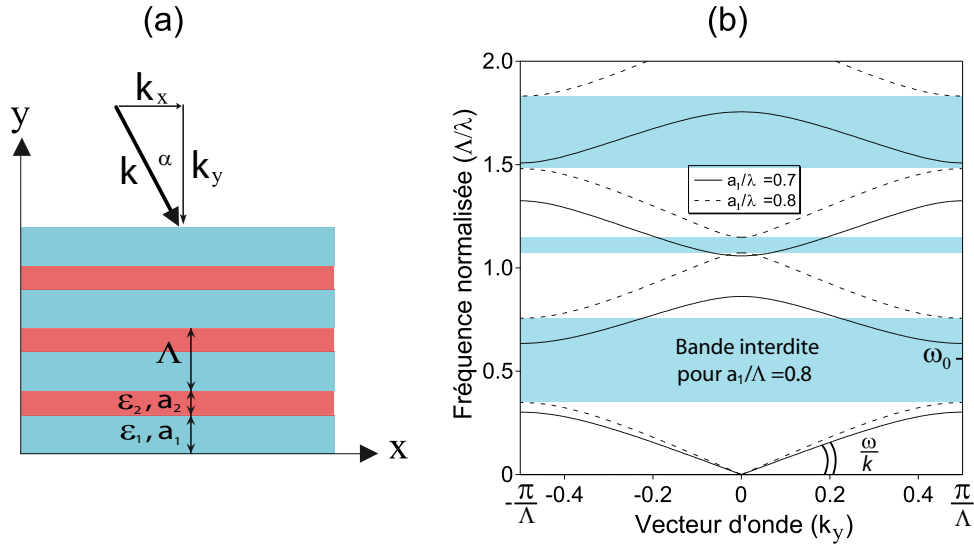 (a)
y
kₓ
k
α
k_y
Λ
ε₂, a₂
ε₁, a₁
x
(b)
Fréquence normalisée (Λ/λ)
2.0
1.5
1.0
0.5
0
a₁/λ =0.7
a₁/λ =0.8
Bande interdite
pour a₁/Λ =0.8
ω₀
ω/k
-π/Λ
-0.4
-0.2
0
0.2
0.4
π/Λ
Vecteur d'onde (k_y)